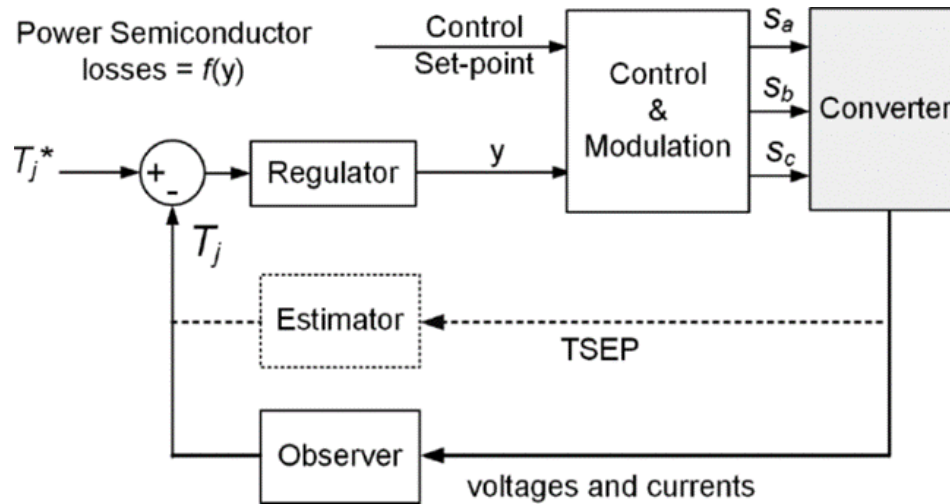 Power Semiconductor
losses = f(y)
Control
Set-point
Control
&
Modulation
Sa
Sb
Sc
Converter
Tj*
+
-
Regulator
y
Tj
Estimator
TSEP
Observer
voltages and currents